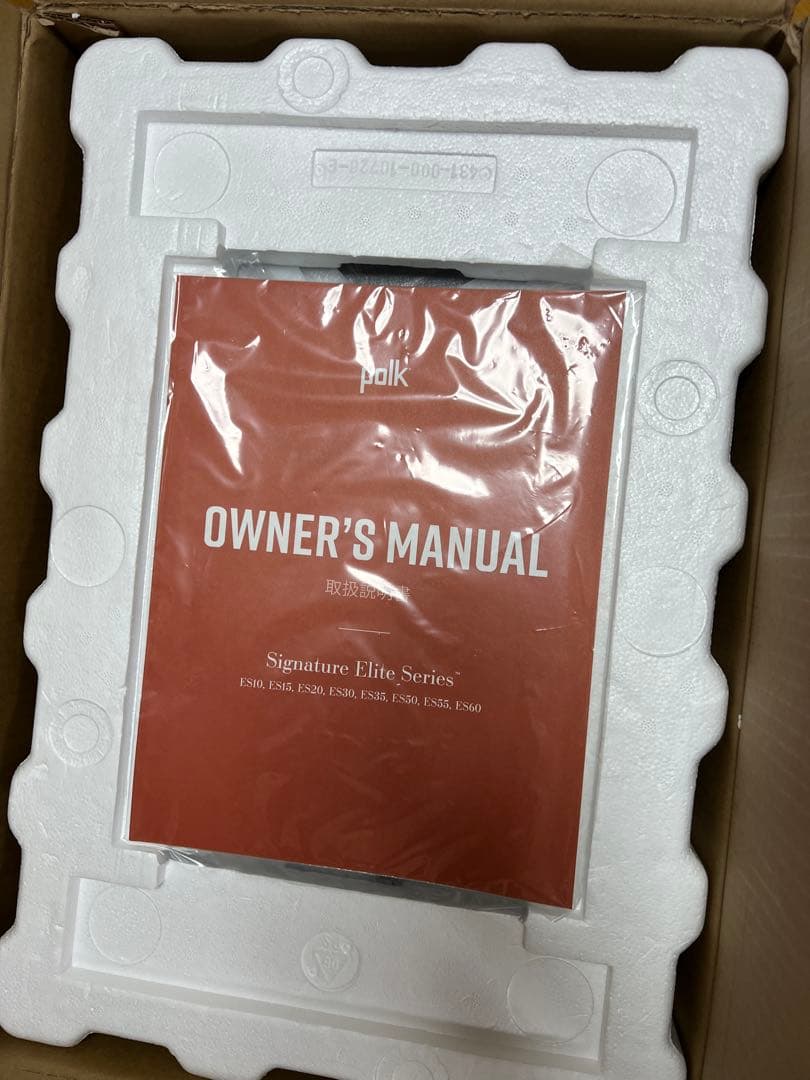 polk
OWNER'S MANUAL
取扱説明書
Signature Elite Series™
ES10, ES15, ES20, ES30, ES35, ES50, ES55, ES60